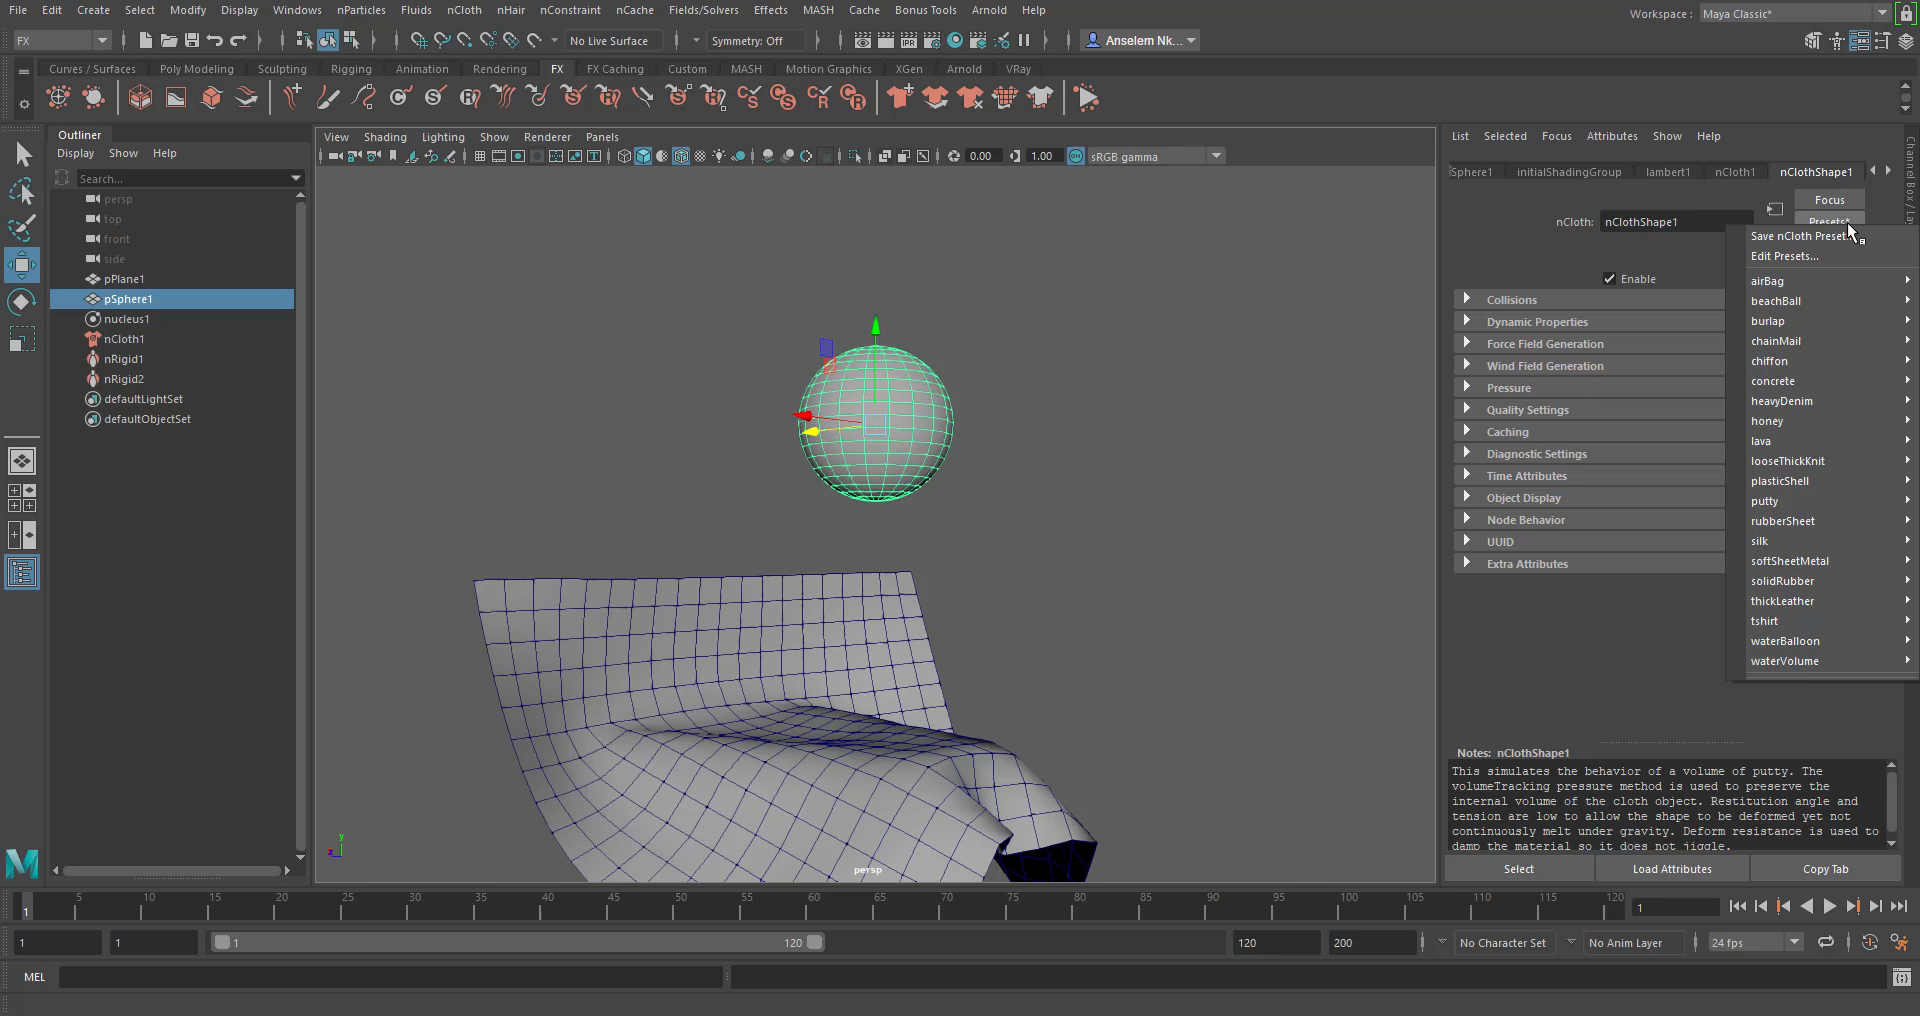 File Edit Create Select Modify Display Windows nParticles Fluids nCloth nHair nConstraint nCache Fields/Solvers Effects MASH Cache Bonus Tools Arnold Help
Workspace : Maya Classic*
FX No Live Surface Symmetry: Off Anselem Nk...
Curves / Surfaces Poly Modeling Sculpting Rigging Animation Rendering FX FX Caching Custom MASH Motion Graphics XGen Arnold VRay
Outliner
Display Show Help
Search...
persp
top
front
side
pPlane1
pSphere1
nucleus1
nCloth1
nRigid1
nRigid2
defaultLightSet
defaultObjectSet
View Shading Lighting Show Renderer Panels
0.00 1.00 ON sRGB gamma
persp
List Selected Focus Attributes Show Help
Sphere1 initialShadingGroup lambert1 nCloth1 nClothShape1
Focus
nCloth: nClothShape1
Presets*
Enable
Collisions
Dynamic Properties
Force Field Generation
Wind Field Generation
Pressure
Quality Settings
Caching
Diagnostic Settings
Time Attributes
Object Display
Node Behavior
UUID
Extra Attributes
Save nCloth Preset...
Edit Presets...
airBag
beachBall
burlap
chainMail
chiffon
concrete
heavyDenim
honey
lava
looseThickKnit
plasticShell
putty
rubberSheet
silk
softSheetMetal
solidRubber
thickLeather
tshirt
waterBalloon
waterVolume
Channel Box / La
Notes: nClothShape1
This simulates the behavior of a volume of putty. The
volumeTracking pressure method is used to preserve the
internal volume of the cloth object. Restitution angle and
tension are low to allow the shape to be deformed yet not
continuously melt under gravity. Deform resistance is used to
damp the material so it does not jiggle.
Select Load Attributes Copy Tab
1 5 10 15 20 25 30 35 40 45 50 55 60 65 70 75 80 85 90 95 100 105 110 115 120 1
1 1 1 120 120 200 No Character Set No Anim Layer 24 fps
MEL